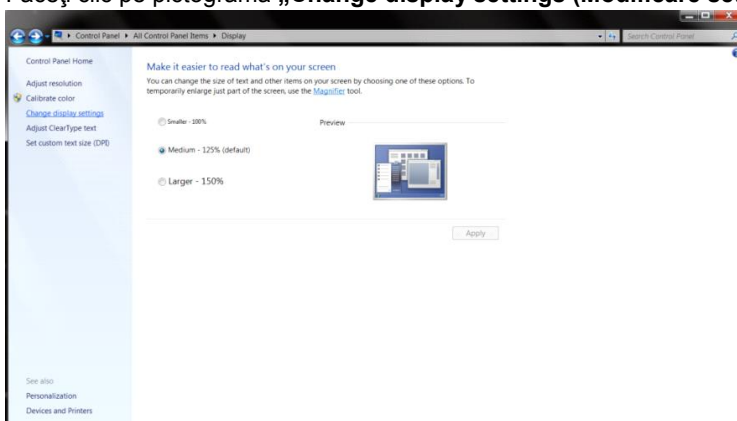 Faceţi clic pe pictograma „Change display settings (Modificare
Control Panel ▸ All Control Panel Items ▸ Display
Search Control Panel
Control Panel Home
Adjust resolution
Calibrate color
Change display settings
Adjust ClearType text
Set custom text size (DPI)
Make it easier to read what's on your screen
You can change the size of text and other items on your screen by choosing one of these options. To
temporarily enlarge just part of the screen, use the Magnifier tool.
Smaller - 100%
Preview
Medium - 125% (default)
Larger - 150%
Apply
See also
Personalization
Devices and Printers